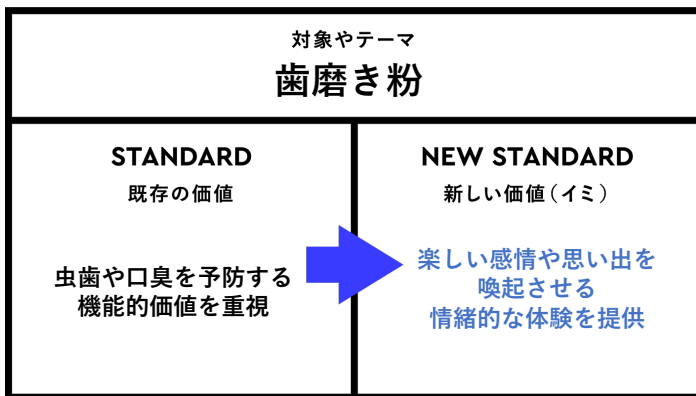 対象やテーマ
歯磨き粉
STANDARD
既存の価値
虫歯や口臭を予防する
機能的価値を重視
NEW STANDARD
新しい価値（イミ）
楽しい感情や思い出を
喚起させる
情緒的な体験を提供